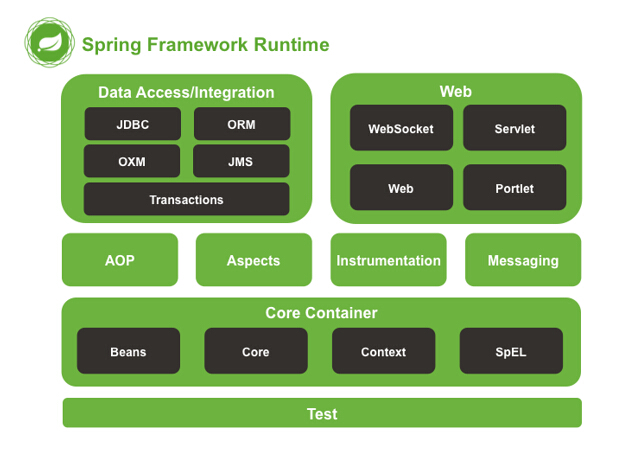 Spring Framework Runtime
Data Access/Integration
JDBC
ORM
OXM
JMS
Transactions
Web
WebSocket
Servlet
Web
Portlet
AOP
Aspects
Instrumentation
Messaging
Core Container
Beans
Core
Context
SpEL
Test